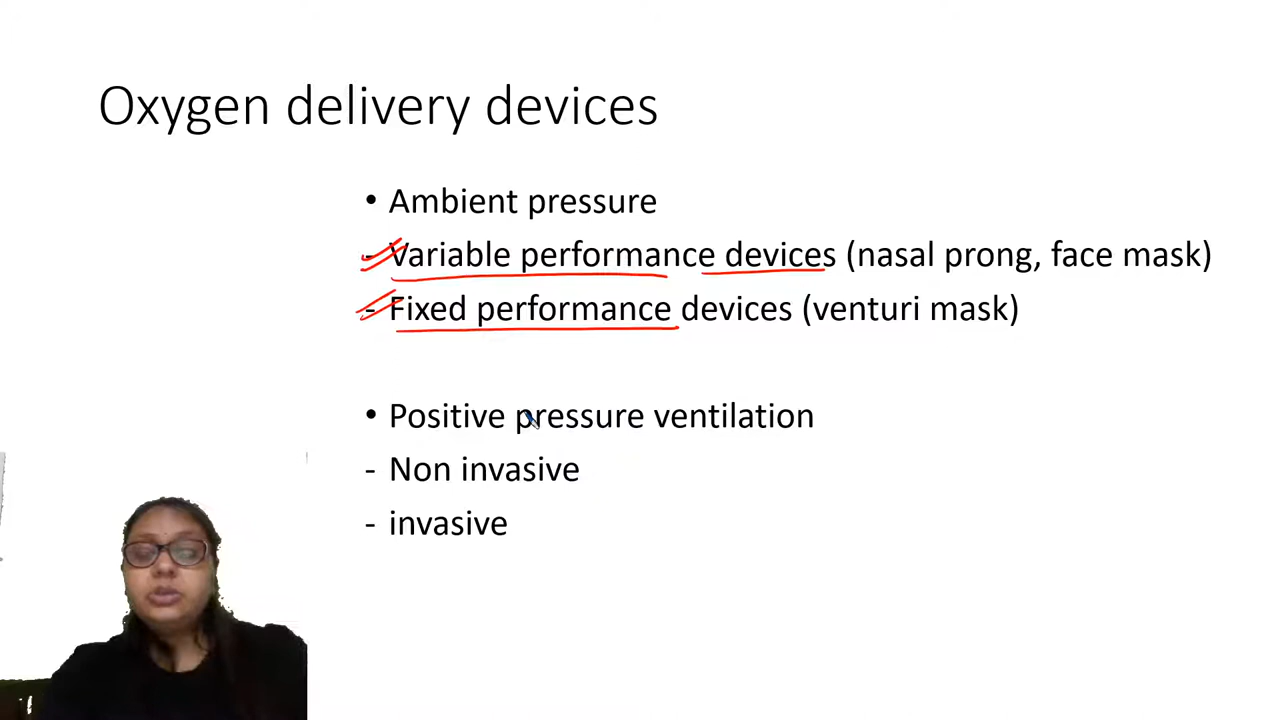 Oxygen delivery devices
• Ambient pressure
- Variable performance devices (nasal prong, face mask)
- Fixed performance devices (venturi mask)
• Positive pressure ventilation
- Non invasive
- invasive